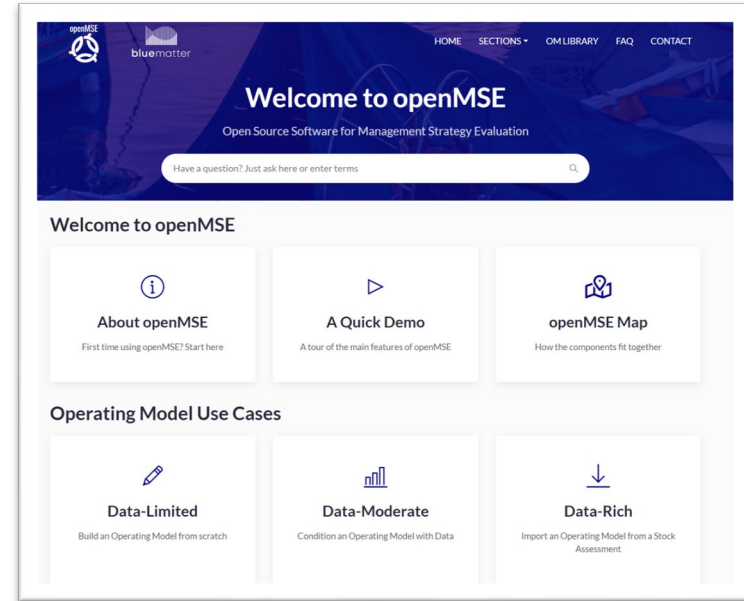 openMSE
bluematter
HOME SECTIONS OM LIBRARY FAQ CONTACT
Welcome to openMSE
Open Source Software for Management Strategy Evaluation
Have a question? Just ask here or enter terms
Welcome to openMSE
About openMSE
First time using openMSE? Start here
A Quick Demo
A tour of the main features of openMSE
openMSE Map
How the components fit together
Operating Model Use Cases
Data-Limited
Build an Operating Model from scratch
Data-Moderate
Condition an Operating Model with Data
Data-Rich
Import an Operating Model from a Stock
Assessment